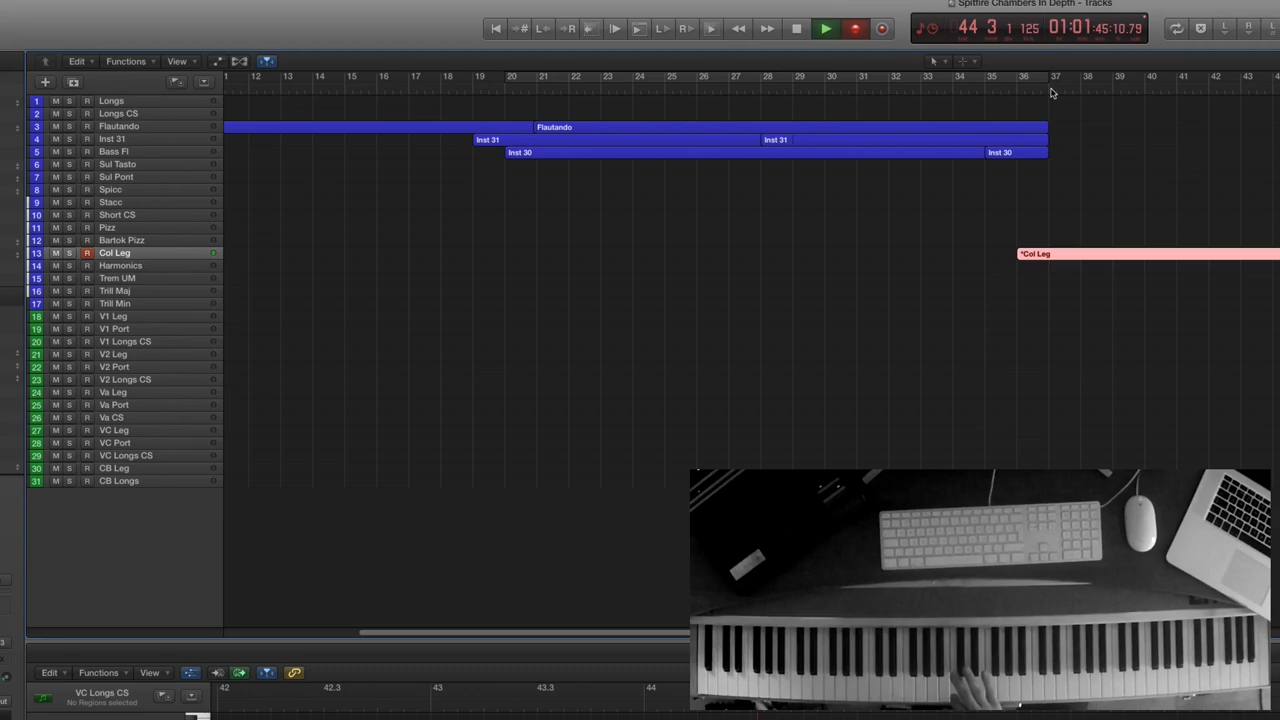 Spitfire Chambers In Depth - Tracks
44 3 1 125 01:01:45:10.79
Edit Functions View
12 13 14 15 16 17 18 19 20 21 22 23 24 25 26 27 28 29 30 31 32 33 34 35 36 37 38 39 40 41 42 43
1 M S R Longs
2 M S R Longs CS
3 M S R Flautando Flautando
4 M S R Inst 31 Inst 31 Inst 31
5 M S R Bass Fl Inst 30 Inst 30
6 M S R Sul Tasto
7 M S R Sul Pont
8 M S R Spicc
9 M S R Stacc
10 M S R Short CS
11 M S R Pizz
12 M S R Bartok Pizz
13 M S R Col Leg *Col Leg
14 M S R Harmonics
15 M S R Trem UM
16 M S R Trill Maj
17 M S R Trill Min
18 M S R V1 Leg
19 M S R V1 Port
20 M S R V1 Longs CS
21 M S R V2 Leg
22 M S R V2 Port
23 M S R V2 Longs CS
24 M S R Va Leg
25 M S R Va Port
26 M S R Va CS
27 M S R VC Leg
28 M S R VC Port
29 M S R VC Longs CS
30 M S R CB Leg
31 M S R CB Longs
Edit Functions View
VC Longs CS
No Regions selected
42 42.3 43 43.3 44